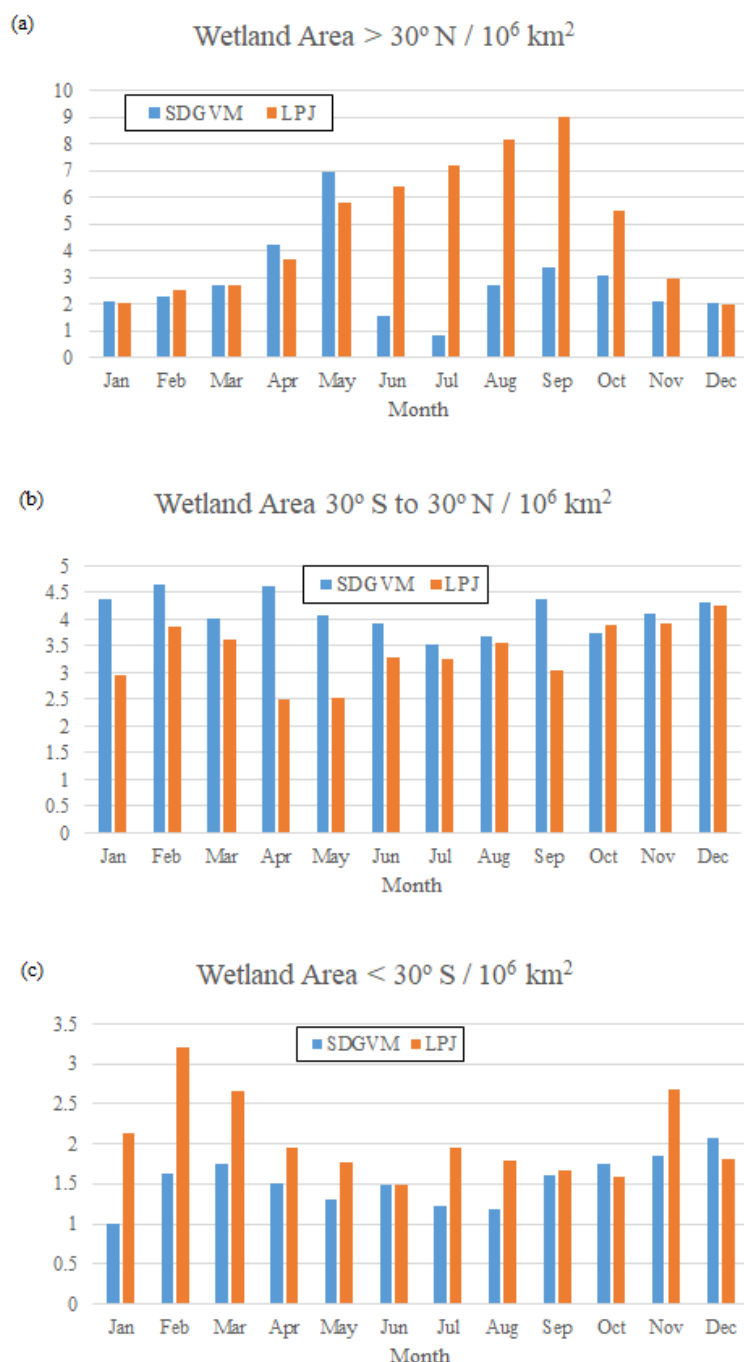 (a)
Wetland Area > 30° N / 10⁶ km²
SDGVM LPJ
10
9
8
7
6
5
4
3
2
1
0
Jan Feb Mar Apr May Jun Jul Aug Sep Oct Nov Dec
Month
(b)
Wetland Area 30° S to 30° N / 10⁶ km²
SDGVM LPJ
5
4.5
4
3.5
3
2.5
2
1.5
1
0.5
0
Jan Feb Mar Apr May Jun Jul Aug Sep Oct Nov Dec
Month
(c)
Wetland Area < 30° S / 10⁶ km²
SDGVM LPJ
3.5
3
2.5
2
1.5
1
0.5
0
Jan Feb Mar Apr May Jun Jul Aug Sep Oct Nov Dec
Month